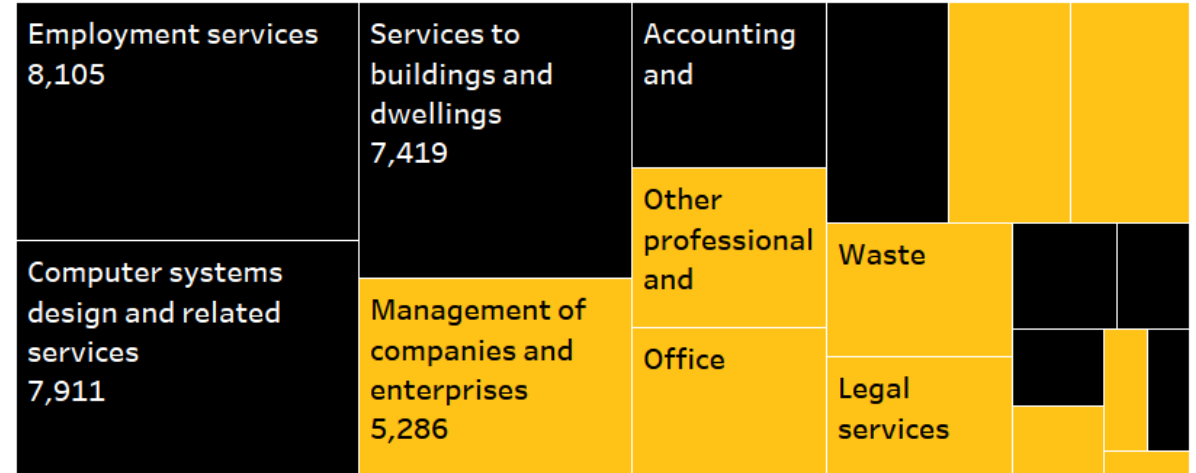 Employment services
8,105
Services to
buildings and
dwellings
7,419
Accounting
and
Other
professional
and
Waste
Computer systems
design and related
services
7,911
Management of
companies and
enterprises
5,286
Office
Legal
services